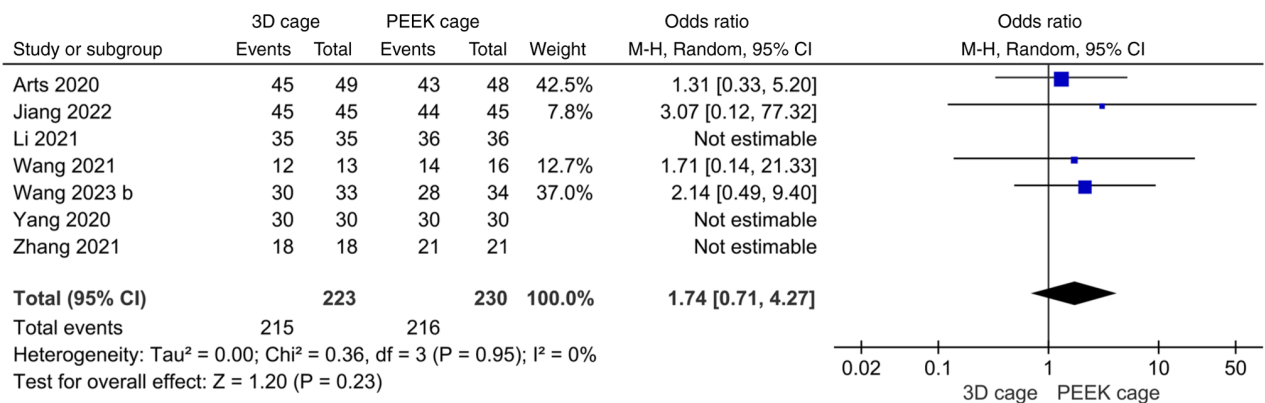 3D cage PEEK cage Odds ratio Odds ratio
Study or subgroup Events Total Events Total Weight M-H, Random, 95% CI M-H, Random, 95% CI
Arts 2020 45 49 43 48 42.5% 1.31 [0.33, 5.20]
Jiang 2022 45 45 44 45 7.8% 3.07 [0.12, 77.32]
Li 2021 35 35 36 36 Not estimable
Wang 2021 12 13 14 16 12.7% 1.71 [0.14, 21.33]
Wang 2023 b 30 33 28 34 37.0% 2.14 [0.49, 9.40]
Yang 2020 30 30 30 30 Not estimable
Zhang 2021 18 18 21 21 Not estimable
Total (95% CI) 223 230 100.0% 1.74 [0.71, 4.27]
Total events 215 216
Heterogeneity: Tau² = 0.00; Chi² = 0.36, df = 3 (P = 0.95); I² = 0%
Test for overall effect: Z = 1.20 (P = 0.23)
0.02 0.1 1 10 50
3D cage PEEK cage